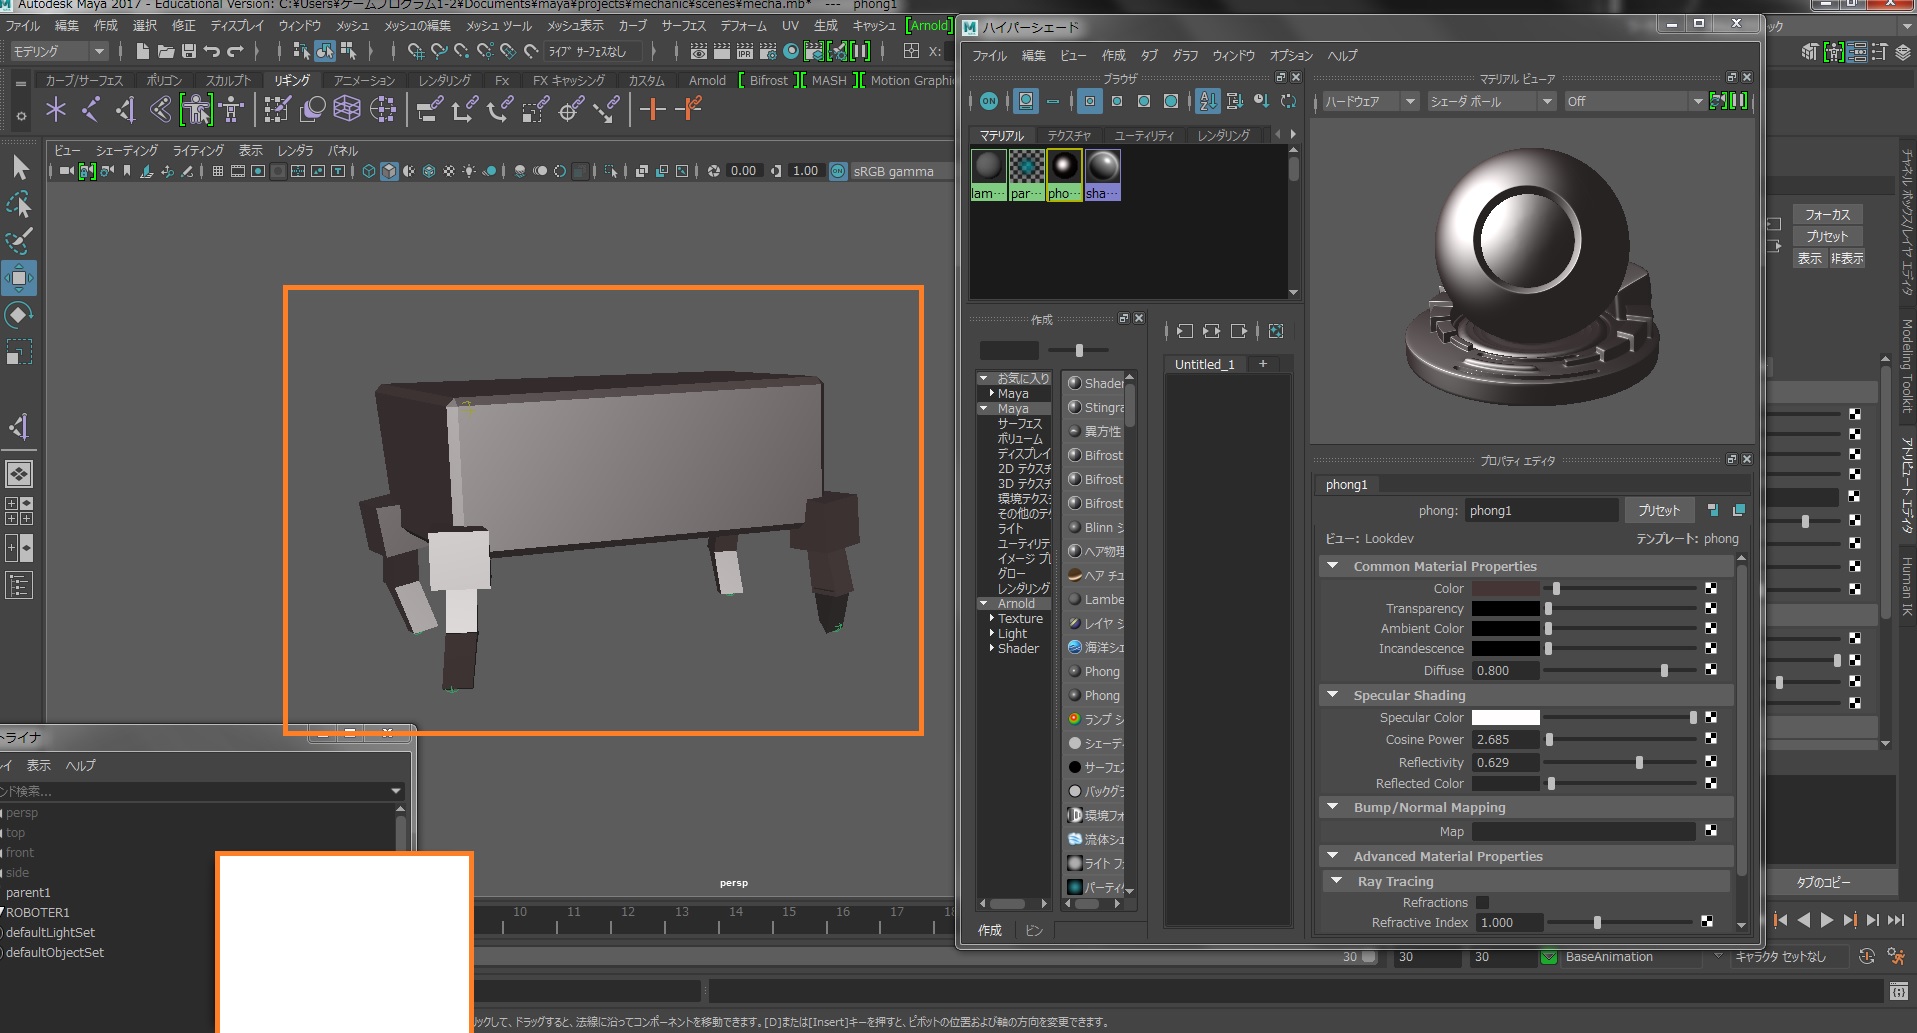 Autodesk Maya 2017 - Educational Version: C:¥Users¥ゲームプログラム1-2¥Documents¥maya¥projects¥mechanic¥scenes¥mecha.mb* --- phong1
ファイル 編集 作成 選択 修正 ディスプレイ ウィンドウ メッシュ メッシュの編集 メッシュ ツール メッシュ表示 カーブ サーフェス デフォーム UV 生成 キャッシュ [Arnold]
モデリング
ライブ サーフェスなし
X:
カーブ/サーフェス ポリゴン スカルプト リギング アニメーション レンダリング Fx FX キャッシング カスタム Arnold Bifrost MASH Motion Graphic
ビュー シェーディング ライティング 表示 レンダラ パネル
0.00 1.00 sRGB gamma
persp
ハイパーシェード
ファイル 編集 ビュー 作成 タブ グラフ ウィンドウ オプション ヘルプ
ブラウザ
ON
マテリアル テクスチャ ユーティリティ レンダリング
lam… par… pho… sha…
作成
Untitled_1 +
お気に入り
Maya
Maya
サーフェス
ボリューム
ディスプレイ
2D テクスチ
3D テクスチ
環境テクス
その他のテ
ライト
ユーティリテ
イメージ プ
グロー
レンダリング
Arnold
Texture
Light
Shader
Shader
Stingra
異方性
Bifrost
Bifrost
Bifrost
Blinn シ
ヘア物理
ヘア チュ
Lambe
レイヤ シ
海洋シェ
Phong
Phong
ランプ シ
シェーディ
サーフェス
バックグラ
環境フォ
流体シェ
ライト フ
パーティク
作成 ビン
マテリアル ビューア
ハードウェア シェーダ ボール Off
プロパティ エディタ
phong1
phong: phong1 プリセット
ビュー: Lookdev テンプレート: phong
Common Material Properties
Color
Transparency
Ambient Color
Incandescence
Diffuse 0.800
Specular Shading
Specular Color
Cosine Power 2.685
Reflectivity 0.629
Reflected Color
Bump/Normal Mapping
Map
Advanced Material Properties
Ray Tracing
Refractions
Refractive Index 1.000
フォーカス
プリセット
表示 非表示
チャネル ボックス/レイヤ エディタ
Modeling Toolkit
アトリビュート エディタ
Human IK
タブのコピー
トライナ
イ 表示 ヘルプ
ンド検索...
persp
top
front
side
parent1
ROBOTER1
defaultLightSet
defaultObjectSet
10 11 12 13 14 15 16 17 18
30 30 30 BaseAnimation キャラクタ セットなし
ックして、ドラッグすると、法線に沿ってコンポーネントを移動できます。[D]または[Insert]キーを押すと、ピボットの位置および軸の方向を変更できます。